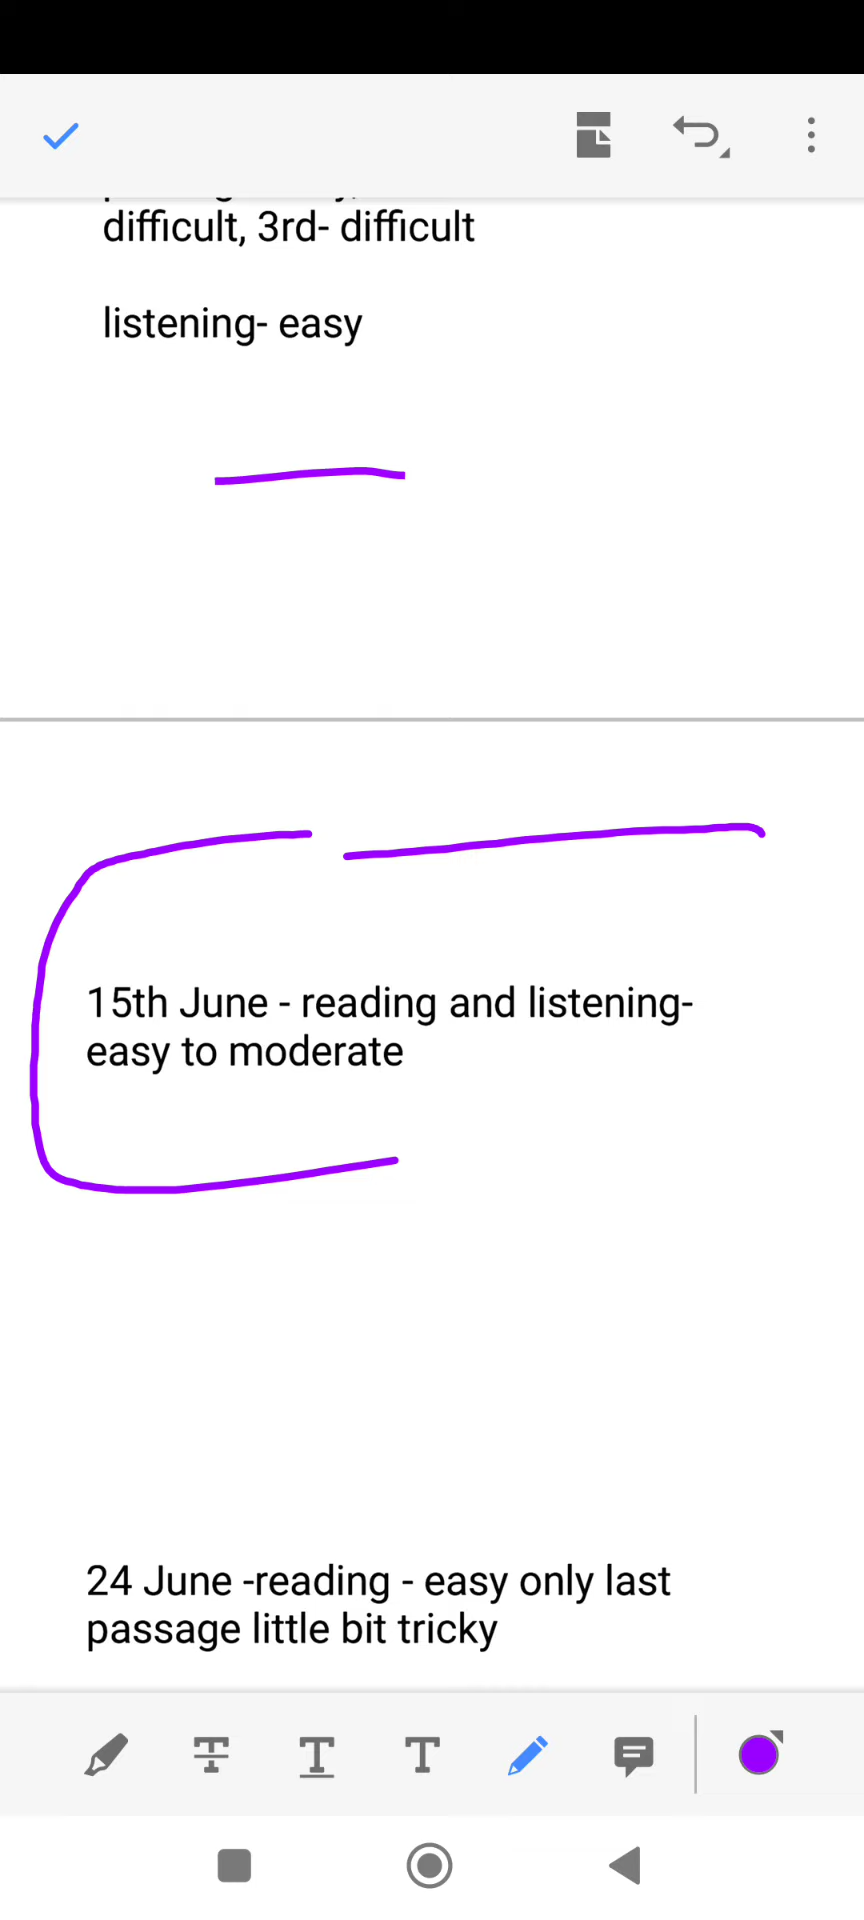 difficult, 3rd- difficult
listening- easy
15th June - reading and listening-
easy to moderate
24 June -reading - easy only last
passage little bit tricky